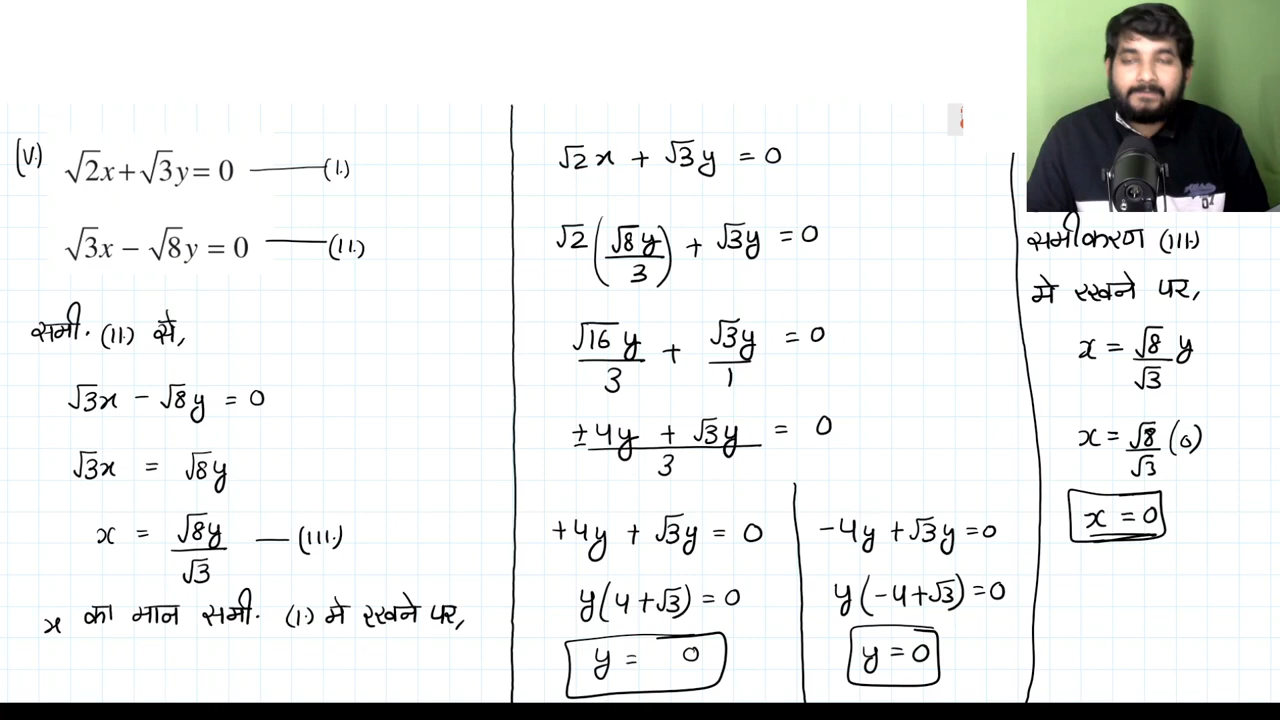 (V.) √2x + √3y = 0 —— (I.)
√3x − √8y = 0 —— (II.)
समी. (II.) से,
√3x − √8y = 0
√3x = √8y
x = √8y/√3 — (III.)
x का मान समी. (I.) मे रखने पर,
√2x + √3y = 0
√2(√8y/3) + √3y = 0
√16y/3 + √3y/1 = 0
(±4y + √3y)/3 = 0
+4y + √3y = 0
y(4+√3) = 0
y = 0
-4y + √3y = 0
y(-4+√3) = 0
y = 0
समीकरण (III.)
मे रखने पर,
x = √8/√3 y
x = √8/√3 (0)
x = 0